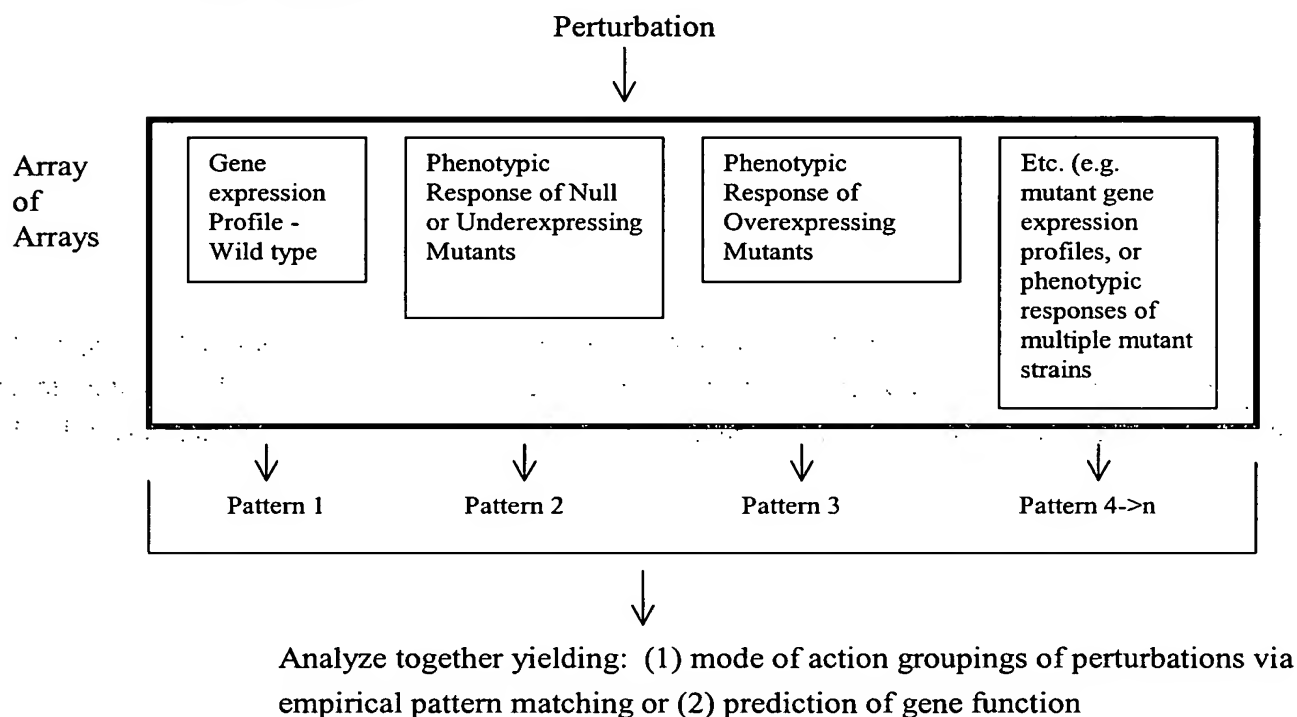 Perturbation
Array
of
Arrays
Gene
expression
Profile -
Wild type
Phenotypic
Response of Null
or Underexpressing
Mutants
Phenotypic
Response of
Overexpressing
Mutants
Etc. (e.g.
mutant gene
expression
profiles, or
phenotypic
responses of
multiple mutant
strains
Pattern 1
Pattern 2
Pattern 3
Pattern 4->n
Analyze together yielding: (1) mode of action groupings of perturbations via
empirical pattern matching or (2) prediction of gene function